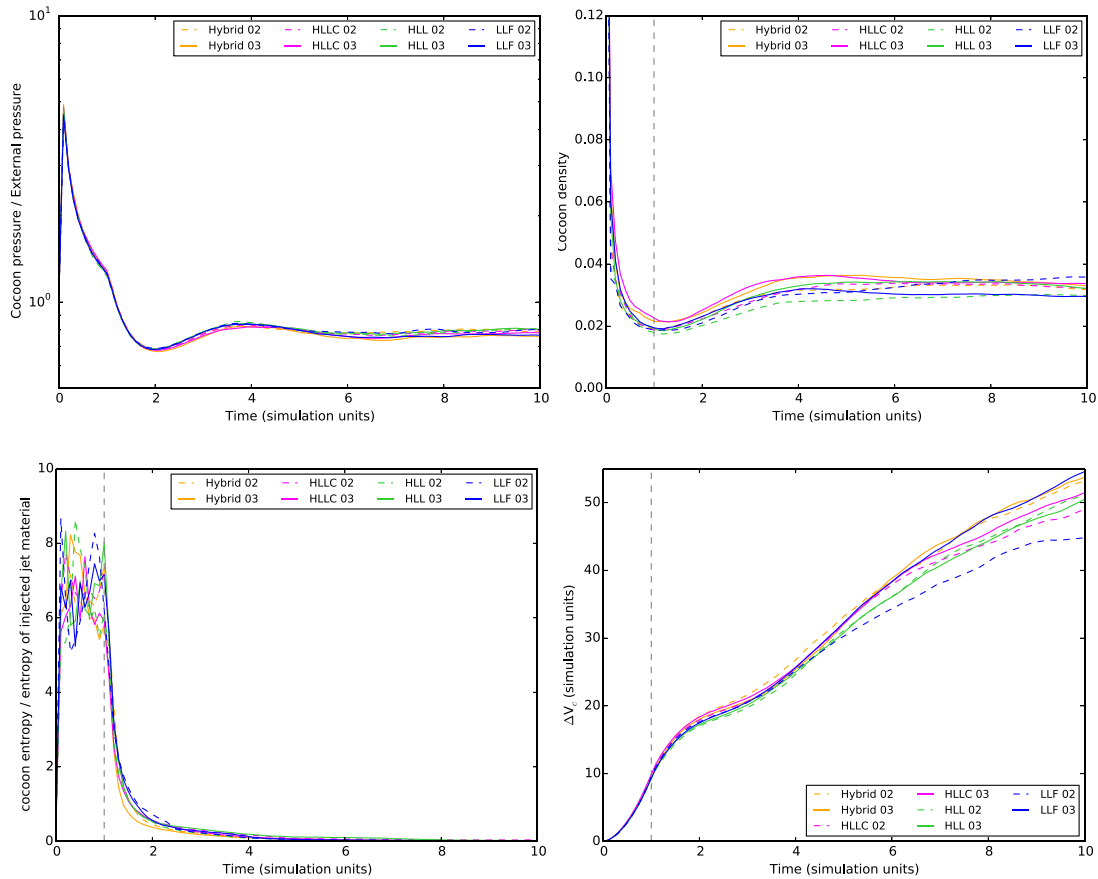 Cocoon pressure / External pressure
10¹
10⁰
Hybrid 02 HLLC 02 HLL 02 LLF 02
Hybrid 03 HLLC 03 HLL 03 LLF 03
0 2 4 6 8 10
Time (simulation units)
Cocoon density
0.12
0.10
0.08
0.06
0.04
0.02
0.00
Hybrid 02 HLLC 02 HLL 02 LLF 02
Hybrid 03 HLLC 03 HLL 03 LLF 03
0 2 4 6 8 10
Time (simulation units)
cocoon entropy / entropy of injected jet material
10
8
6
4
2
0
Hybrid 02 HLLC 02 HLL 02 LLF 02
Hybrid 03 HLLC 03 HLL 03 LLF 03
0 2 4 6 8 10
Time (simulation units)
ΔV꜀ (simulation units)
50
40
30
20
10
0
Hybrid 02 HLLC 03 LLF 02
Hybrid 03 HLL 02 LLF 03
HLLC 02 HLL 03
0 2 4 6 8 10
Time (simulation units)